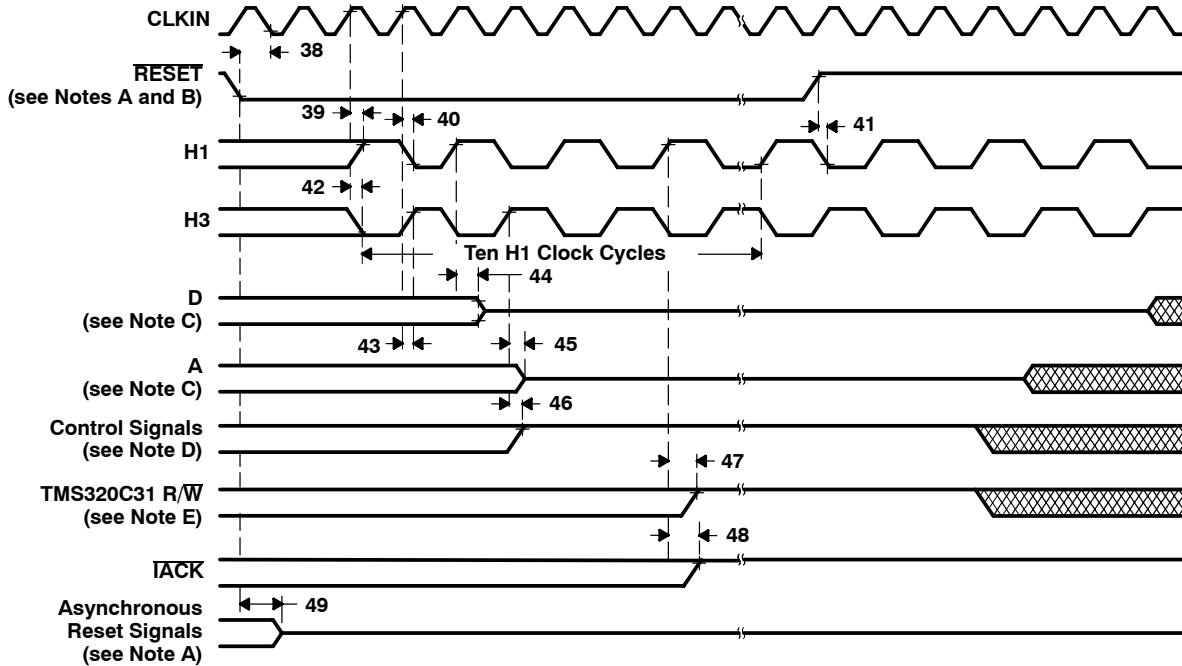 CLKIN
38
RESET
(see Notes A and B)
39
40
41
H1
42
H3
Ten H1 Clock Cycles
44
D
(see Note C)
43
45
A
(see Note C)
46
Control Signals
(see Note D)
47
TMS320C31 R/W
(see Note E)
48
IACK
49
Asynchronous
Reset Signals
(see Note A)